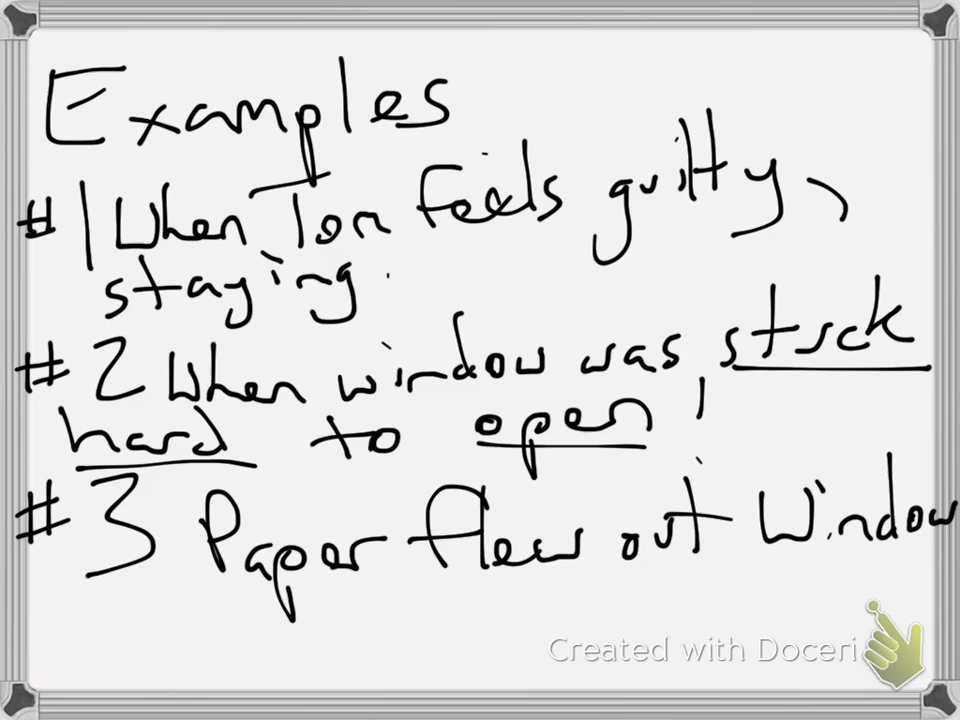 Examples
#1 When Tom Feels guilty,
staying.
#2 When window was stuck
hard to open,
#3 Paper flew out Window
Created with Doceri